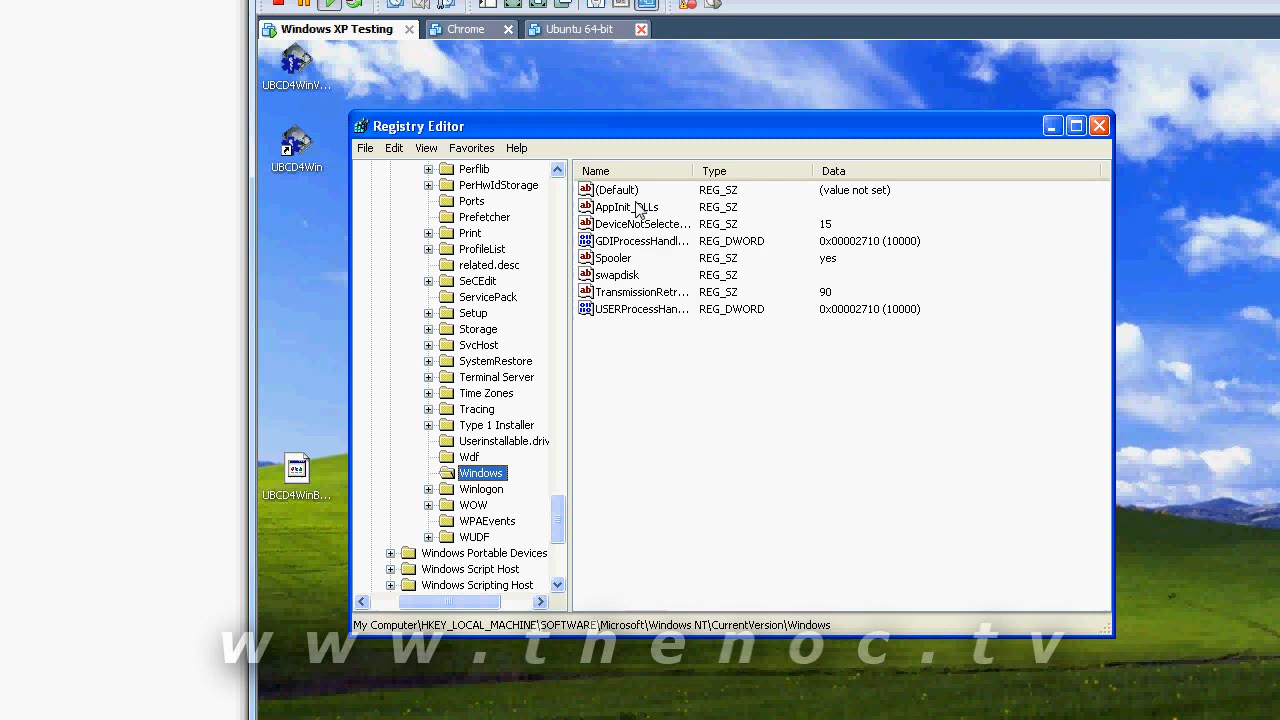 Windows XP Testing
Chrome
Ubuntu 64-bit
UBCD4WinV...
UBCD4Win
UBCD4WinB...
Registry Editor
File Edit View Favorites Help
Perflib
PerHwIdStorage
Ports
Prefetcher
Print
ProfileList
related.desc
SeCEdit
ServicePack
Setup
Storage
SvcHost
SystemRestore
Terminal Server
Time Zones
Tracing
Type 1 Installer
Userinstallable.driv
Wdf
Windows
Winlogon
WOW
WPAEvents
WUDF
Windows Portable Devices
Windows Script Host
Windows Scripting Host
Name Type Data
(Default) REG_SZ (value not set)
AppInit_DLLs REG_SZ
DeviceNotSelecte... REG_SZ 15
GDIProcessHandl... REG_DWORD 0x00002710 (10000)
Spooler REG_SZ yes
swapdisk REG_SZ
TransmissionRetr... REG_SZ 90
USERProcessHan... REG_DWORD 0x00002710 (10000)
My Computer\HKEY_LOCAL_MACHINE\SOFTWARE\Microsoft\Windows NT\CurrentVersion\Windows
www.thenoc.tv